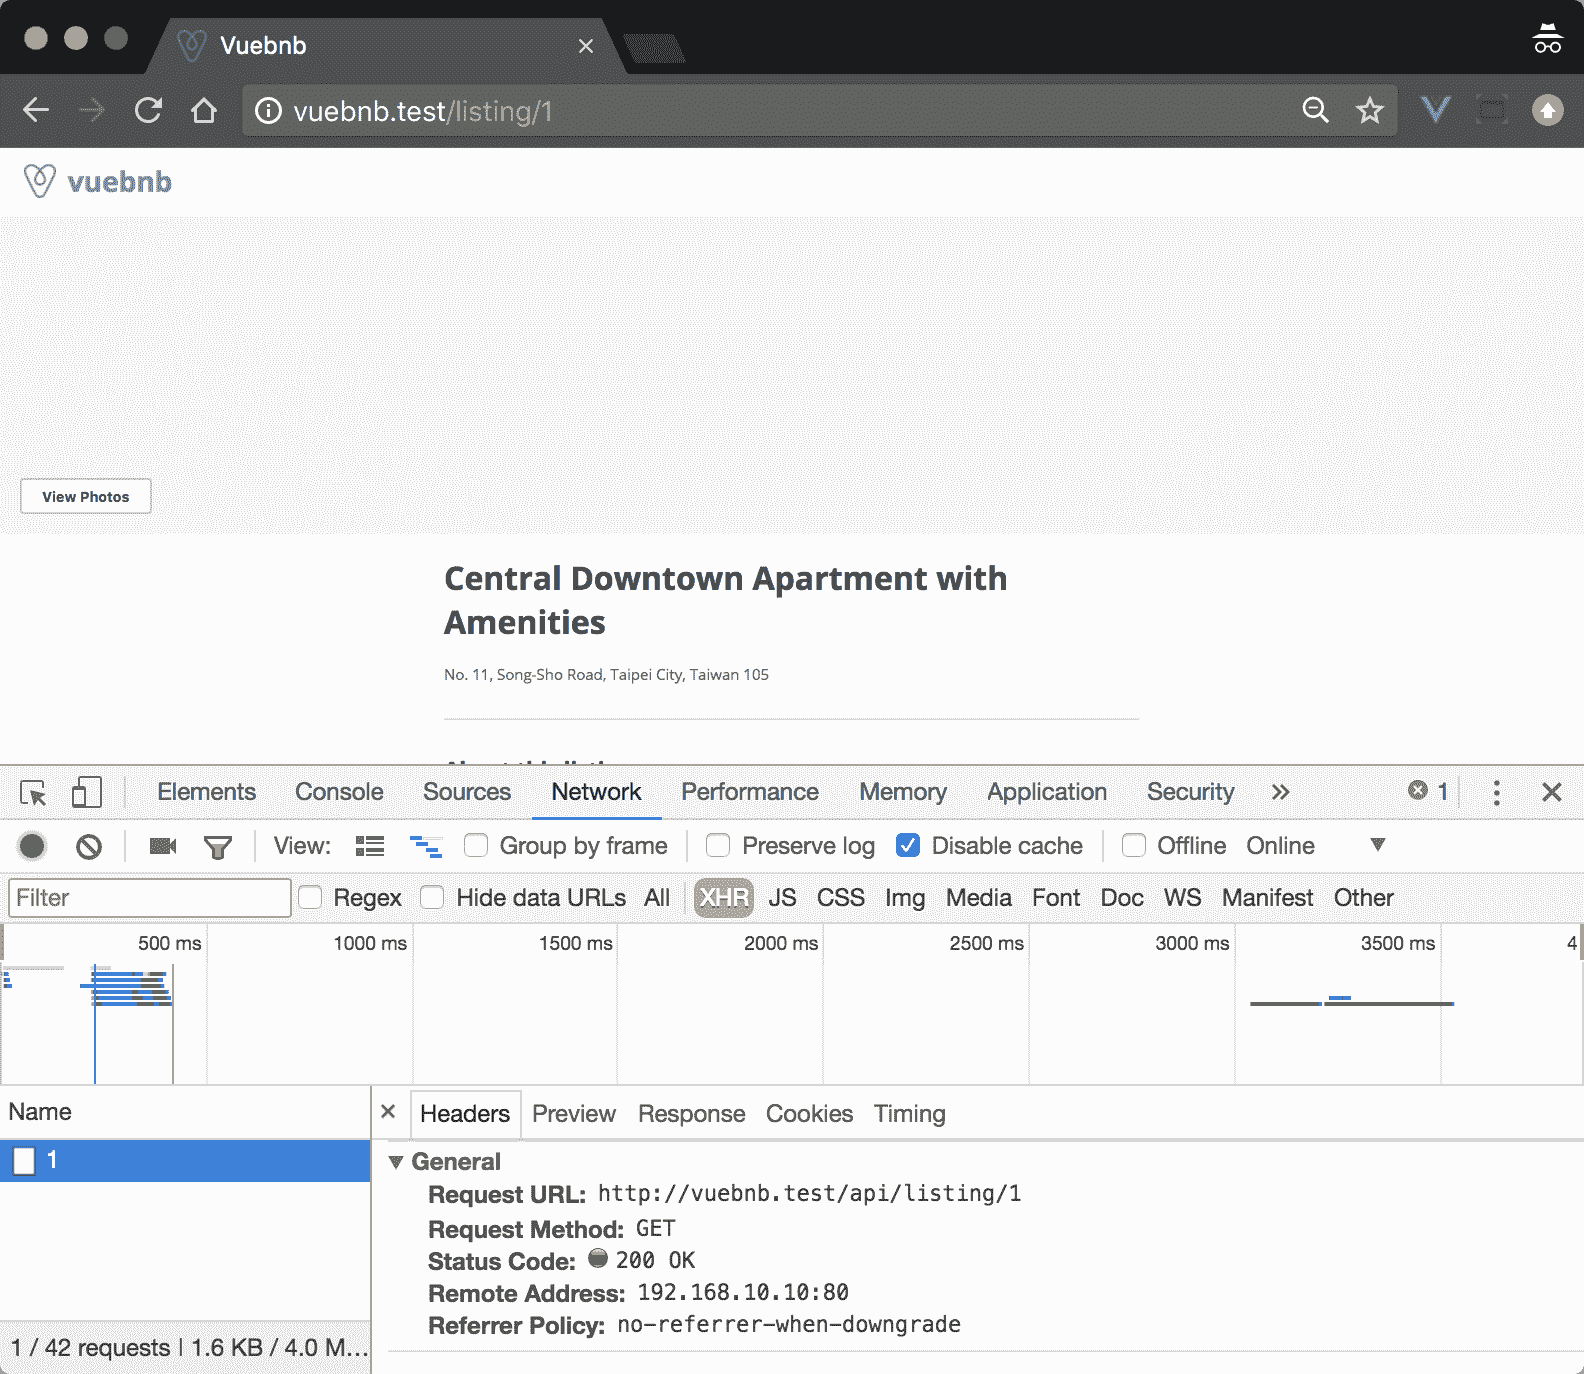 Vuebnb
vuebnb.test/listing/1
vuebnb
View Photos
Central Downtown Apartment with
Amenities
No. 11, Song-Sho Road, Taipei City, Taiwan 105
Elements Console Sources Network Performance Memory Application Security » 1
View: Group by frame Preserve log Disable cache Offline Online
Filter Regex Hide data URLs All XHR JS CSS Img Media Font Doc WS Manifest Other
500 ms 1000 ms 1500 ms 2000 ms 2500 ms 3000 ms 3500 ms 4
Name
Headers Preview Response Cookies Timing
1
General
Request URL: http://vuebnb.test/api/listing/1
Request Method: GET
Status Code: 200 OK
Remote Address: 192.168.10.10:80
Referrer Policy: no-referrer-when-downgrade
1 / 42 requests | 1.6 KB / 4.0 M...